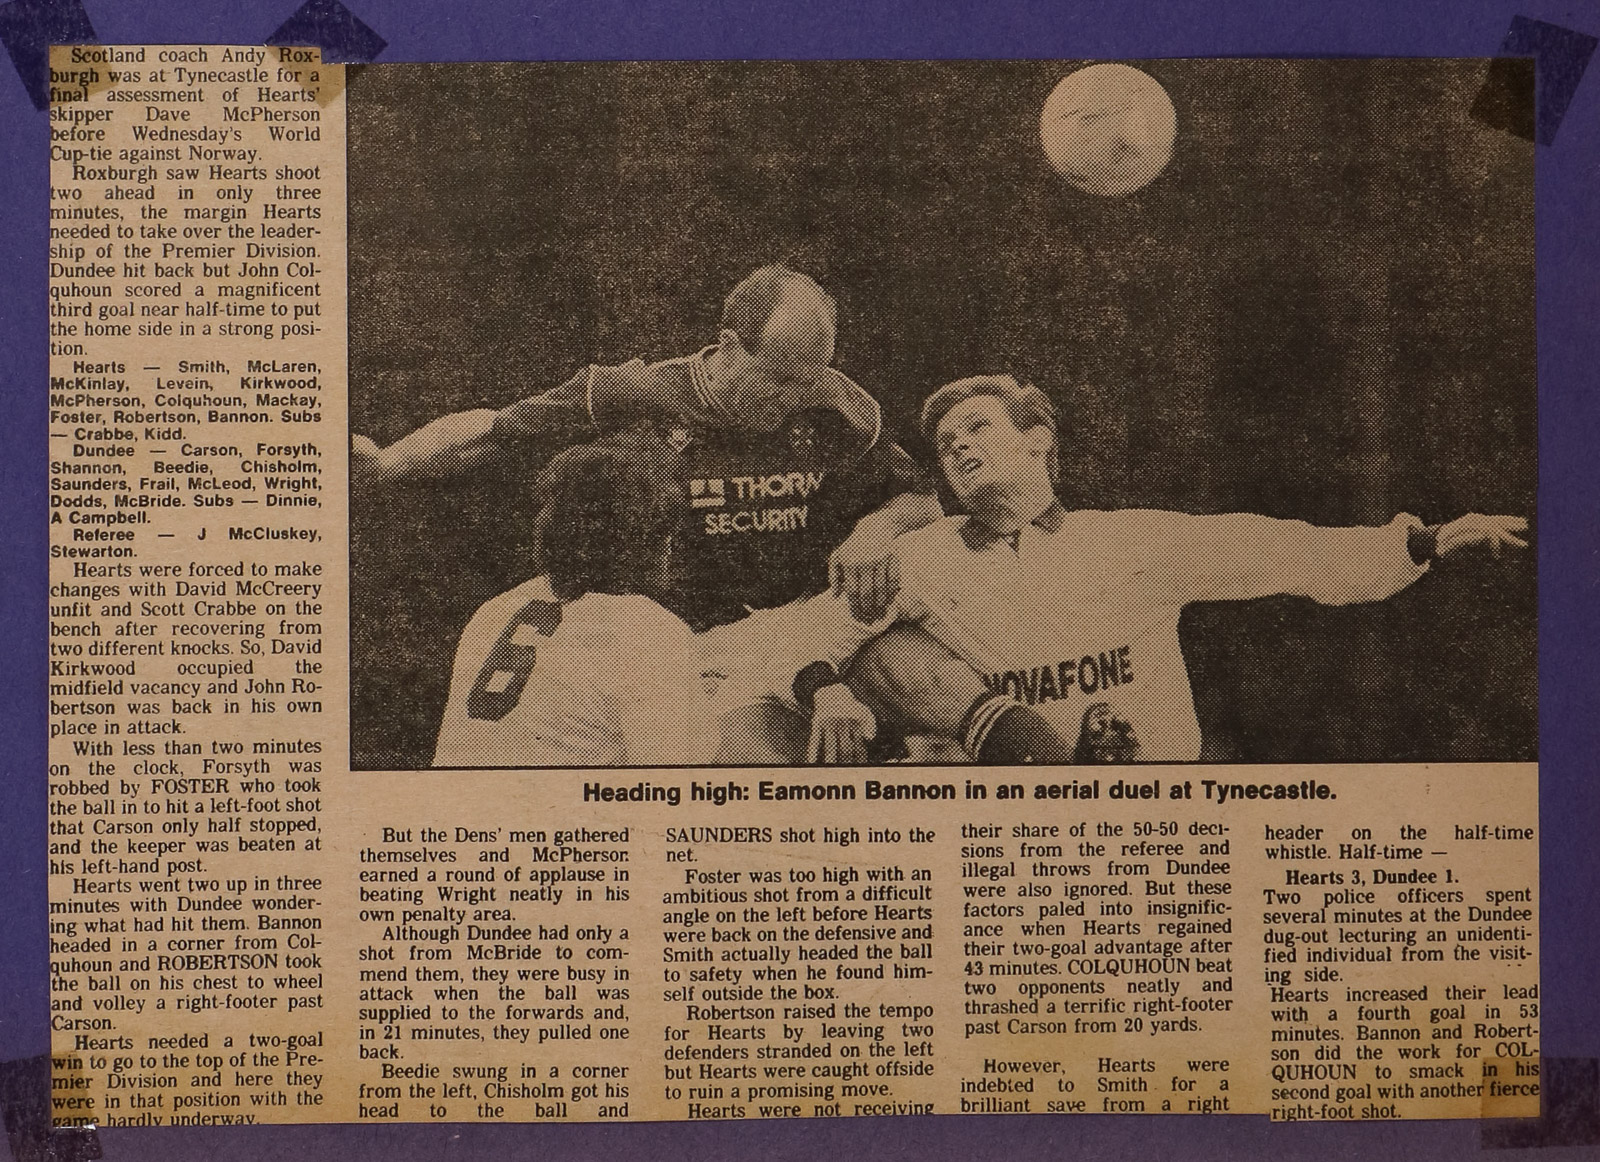 Scotland coach Andy Rox-
burgh was at Tynecastle for a
final assessment of Hearts'
skipper Dave McPherson
before Wednesday's World
Cup-tie against Norway.
Roxburgh saw Hearts shoot
two ahead in only three
minutes, the margin Hearts
needed to take over the leader-
ship of the Premier Division.
Dundee hit back but John Col-
quhoun scored a magnificent
third goal near half-time to put
the home side in a strong posi-
tion.
Hearts — Smith, McLaren,
McKinlay, Levein, Kirkwood,
McPherson, Colquhoun, Mackay,
Foster, Robertson, Bannon. Subs
— Crabbe, Kidd.
Dundee — Carson, Forsyth,
Shannon, Beedie, Chisholm,
Saunders, Frail, McLeod, Wright,
Dodds, McBride. Subs — Dinnie,
A Campbell.
Referee — J McCluskey,
Stewarton.
Hearts were forced to make
changes with David McCreery
unfit and Scott Crabbe on the
bench after recovering from
two different knocks. So, David
Kirkwood occupied the
midfield vacancy and John Ro-
bertson was back in his own
place in attack.
With less than two minutes
on the clock, Forsyth was
robbed by FOSTER who took
the ball in to hit a left-foot shot
that Carson only half stopped,
and the keeper was beaten at
his left-hand post.
Hearts went two up in three
minutes with Dundee wonder-
ing what had hit them. Bannon
headed in a corner from Col-
quhoun and ROBERTSON took
the ball on his chest to wheel
and volley a right-footer past
Carson.
Hearts needed a two-goal
win to go to the top of the Pre-
mier Division and here they
were in that position with the
game hardly underway.
THORN
SECURITY
6
NOVAFONE
Heading high: Eamonn Bannon in an aerial duel at Tynecastle.
But the Dens' men gathered
themselves and McPherson
earned a round of applause in
beating Wright neatly in his
own penalty area.
Although Dundee had only a
shot from McBride to com-
mend them, they were busy in
attack when the ball was
supplied to the forwards and,
in 21 minutes, they pulled one
back.
Beedie swung in a corner
from the left, Chisholm got his
head to the ball and
SAUNDERS shot high into the
net.
Foster was too high with an
ambitious shot from a difficult
angle on the left before Hearts
were back on the defensive and
Smith actually headed the ball
to safety when he found him-
self outside the box.
Robertson raised the tempo
for Hearts by leaving two
defenders stranded on the left
but Hearts were caught offside
to ruin a promising move.
Hearts were not receiving
their share of the 50-50 deci-
sions from the referee and
illegal throws from Dundee
were also ignored. But these
factors paled into insignific-
ance when Hearts regained
their two-goal advantage after
43 minutes. COLQUHOUN beat
two opponents neatly and
thrashed a terrific right-footer
past Carson from 20 yards.
However, Hearts were
indebted to Smith for a
brilliant save from a right
header on the half-time
whistle. Half-time —
Hearts 3, Dundee 1.
Two police officers spent
several minutes at the Dundee
dug-out lecturing an unidenti-
fied individual from the visit-
ing side.
Hearts increased their lead
with a fourth goal in 53
minutes. Bannon and Robert-
son did the work for COL-
QUHOUN to smack in his
second goal with another fierce
right-foot shot.